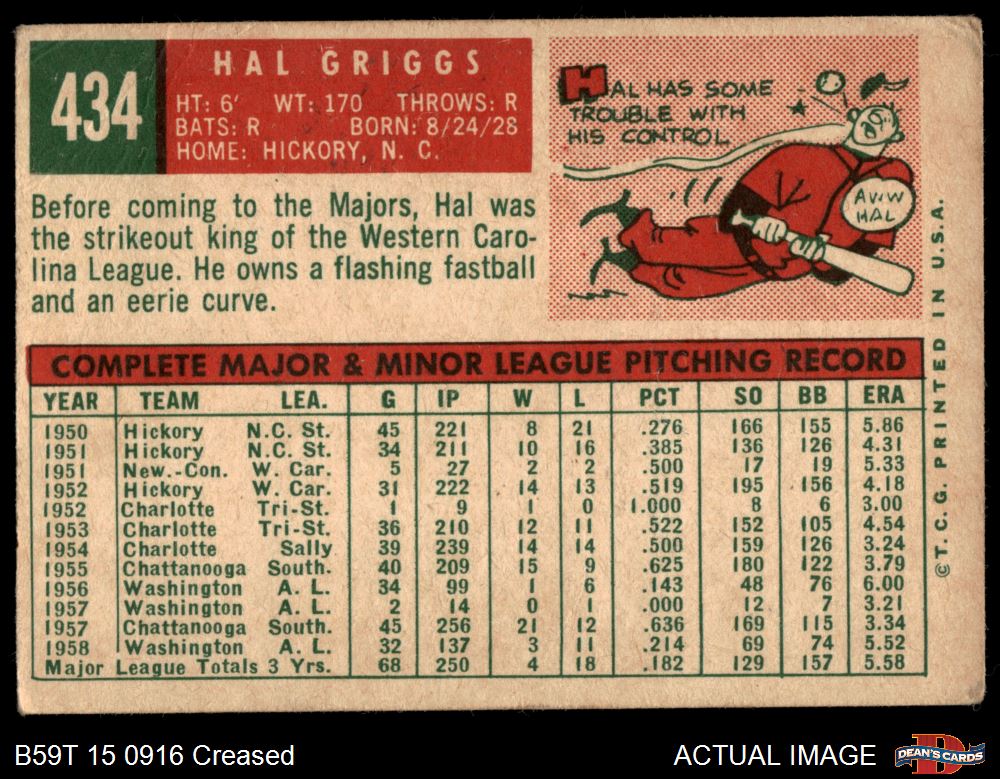 434
HAL GRIGGS
HT: 6' WT: 170 THROWS: R
BATS: R BORN: 8/24/28
HOME: HICKORY, N. C.
HAL HAS SOME
TROUBLE WITH
HIS CONTROL
AWW
HAL
Before coming to the Majors, Hal was
the strikeout king of the Western Caro-
lina League. He owns a flashing fastball
and an eerie curve.
COMPLETE MAJOR & MINOR LEAGUE PITCHING RECORD
YEAR TEAM LEA. G IP W L PCT SO BB ERA
1950 Hickory N.C. St. 45 221 8 21 .276 166 155 5.86
1951 Hickory N.C. St. 34 211 10 16 .385 136 126 4.31
1951 New.-Con. W. Car. 5 27 2 2 .500 17 19 5.33
1952 Hickory W. Car. 31 222 14 13 .519 195 156 4.18
1952 Charlotte Tri-St. 1 9 1 0 1.000 8 6 3.00
1953 Charlotte Tri-St. 36 210 12 11 .522 152 105 4.54
1954 Charlotte Sally 39 239 14 14 .500 159 126 3.24
1955 Chattanooga South. 40 209 15 9 .625 180 122 3.79
1956 Washington A. L. 34 99 1 6 .143 48 76 6.00
1957 Washington A. L. 2 14 0 1 .000 12 7 3.21
1957 Chattanooga South. 45 256 21 12 .636 169 115 3.34
1958 Washington A. L. 32 137 3 11 .214 69 74 5.52
Major League Totals 3 Yrs. 68 250 4 18 .182 129 157 5.58
© T. C. G. PRINTED IN U.S.A.
B59T 15 0916 Creased
ACTUAL IMAGE
DEAN'S CARDS